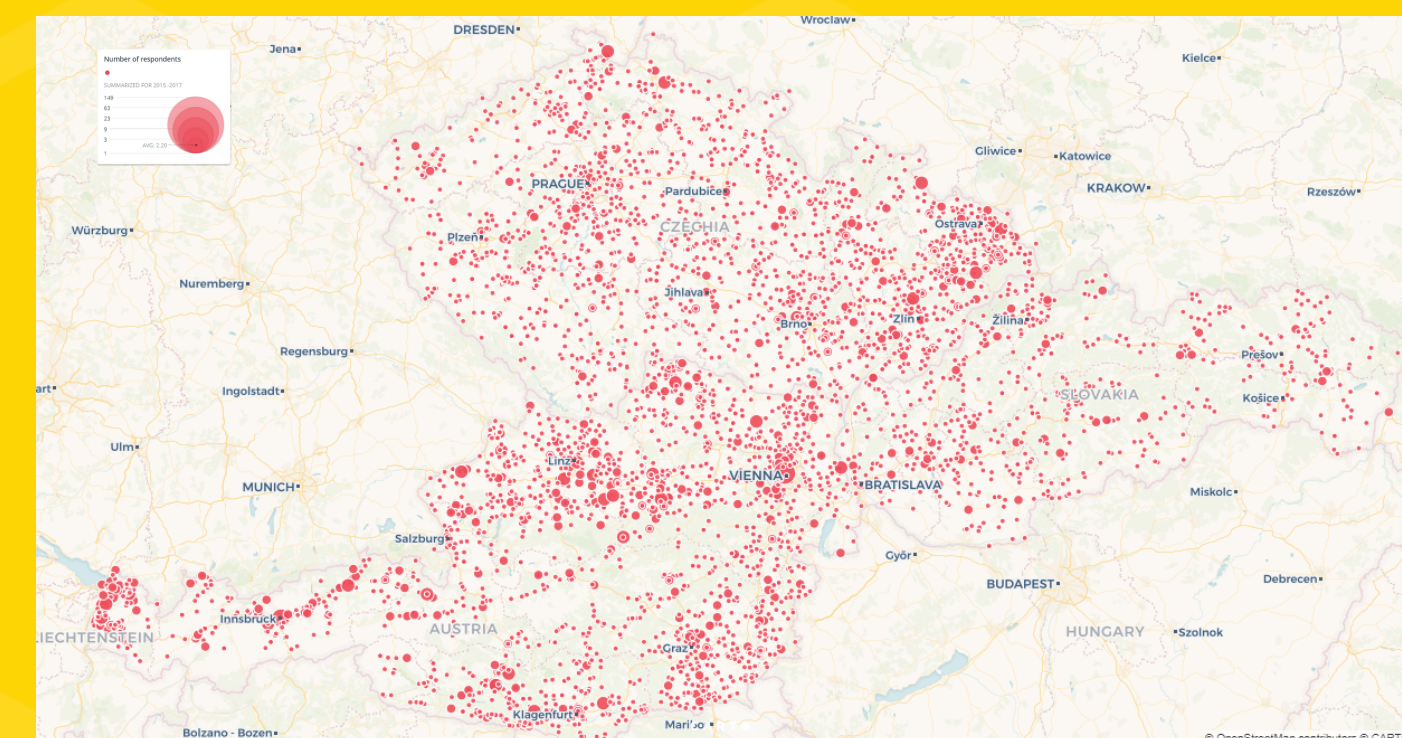 Wroclaw
DRESDEN
Jena
Kielce
Number of respondents
SUMMARIZED FOR 2015 -2017
149
63
23
9
3
AVG: 2.20
1
Gliwice
Katowice
KRAKOW
Rzeszów
PRAGUE
Pardubice
Würzburg
Plzeň
CZECHIA
Ostrava
Nuremberg
Jihlava
Brno
Zlín
Žilina
Regensburg
Prešov
art
Ingolstadt
SLOVAKIA
Košice
Ulm
Linz
VIENNA
BRATISLAVA
MUNICH
Miskolc
Salzburg
Győr
BUDAPEST
Debrecen
Innsbruck
LIECHTENSTEIN
AUSTRIA
HUNGARY
Szolnok
Graz
Klagenfurt
Bolzano - Bozen
© OpenStreetMap contributors © CART